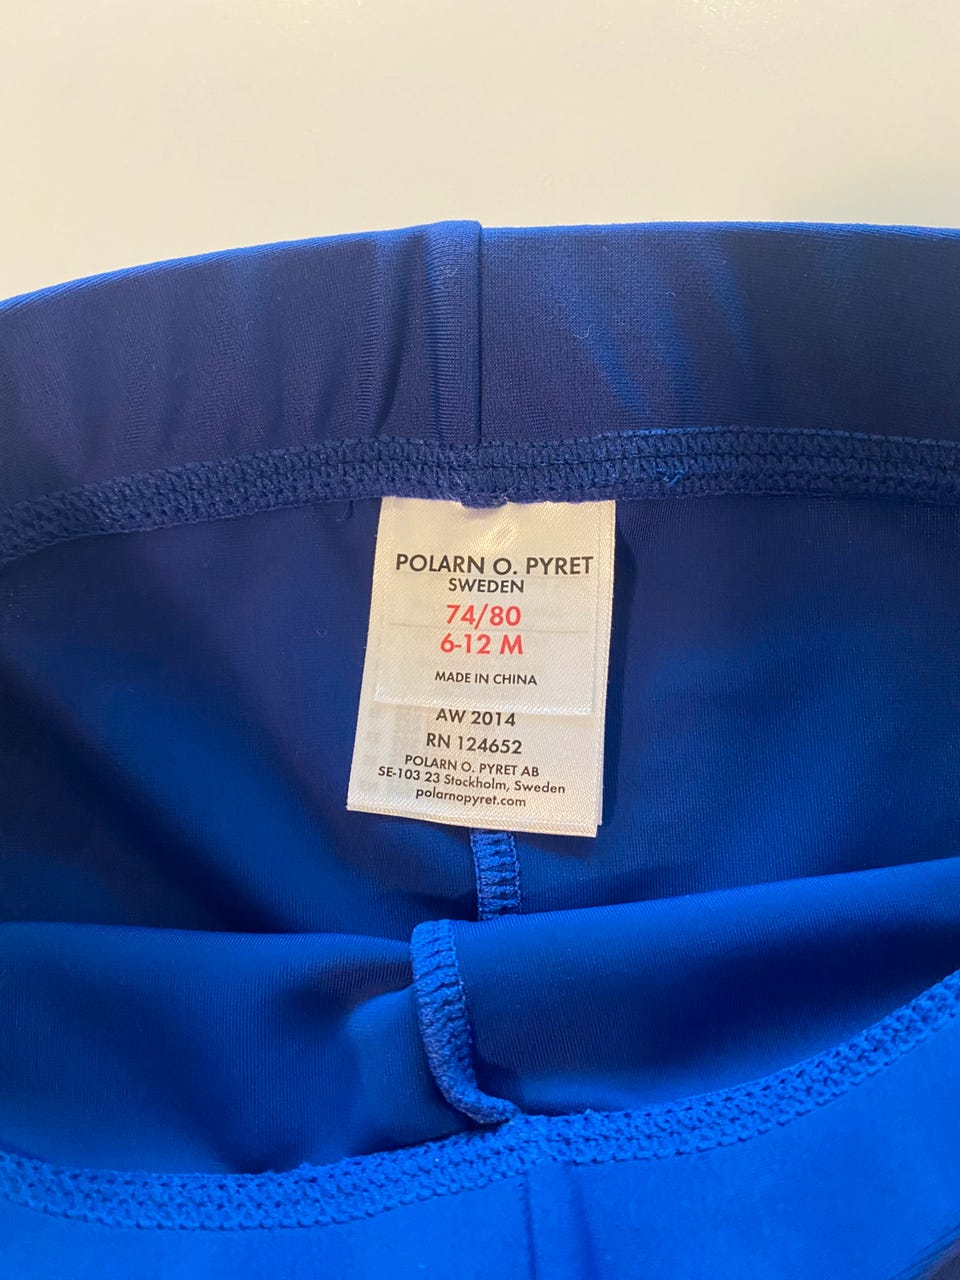 POLARN O. PYRET
SWEDEN
74/80
6-12 M
MADE IN CHINA
AW 2014
RN 124652
POLARN O. PYRET AB
SE-103 23 Stockholm, Sweden
polarnopyret.com